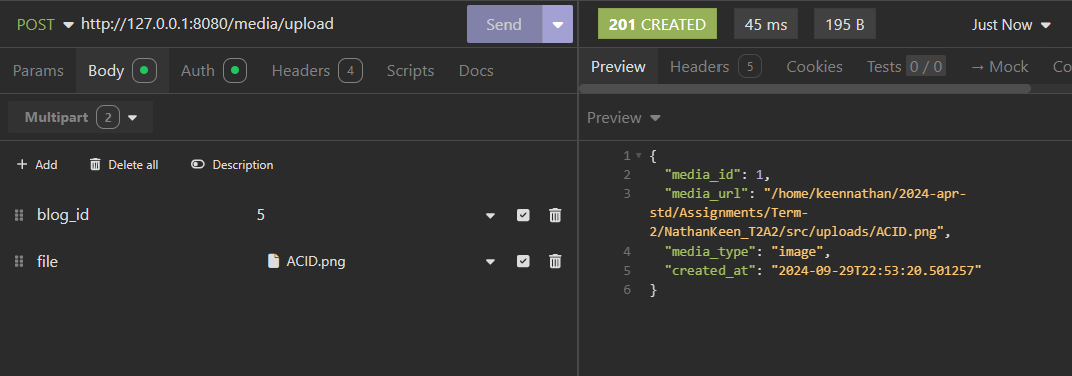 POST http://127.0.0.1:8080/media/upload Send
201 CREATED 45 ms 195 B Just Now
Params Body Auth Headers 4 Scripts Docs
Preview Headers 5 Cookies Tests 0 / 0 → Mock Co
Multipart 2
Preview
+ Add Delete all Description
blog_id 5
file ACID.png
1 {
2 "media_id": 1,
3 "media_url": "/home/keennathan/2024-apr-
std/Assignments/Term-
2/NathanKeen_T2A2/src/uploads/ACID.png",
4 "media_type": "image",
5 "created_at": "2024-09-29T22:53:20.501257"
6 }